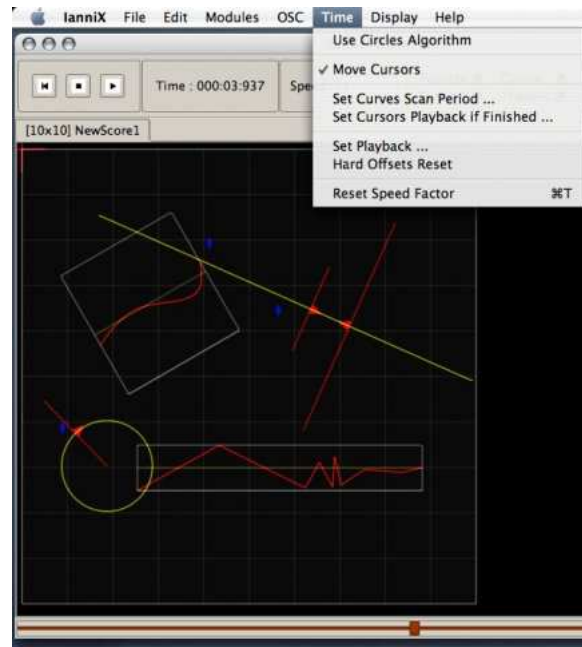 IanniX File Edit Modules OSC Time Display Help
Use Circles Algorithm
✓ Move Cursors
Set Curves Scan Period ...
Set Cursors Playback if Finished ...
Set Playback ...
Hard Offsets Reset
Reset Speed Factor ⌘T
Time : 000:03:937
[10x10] NewScore1